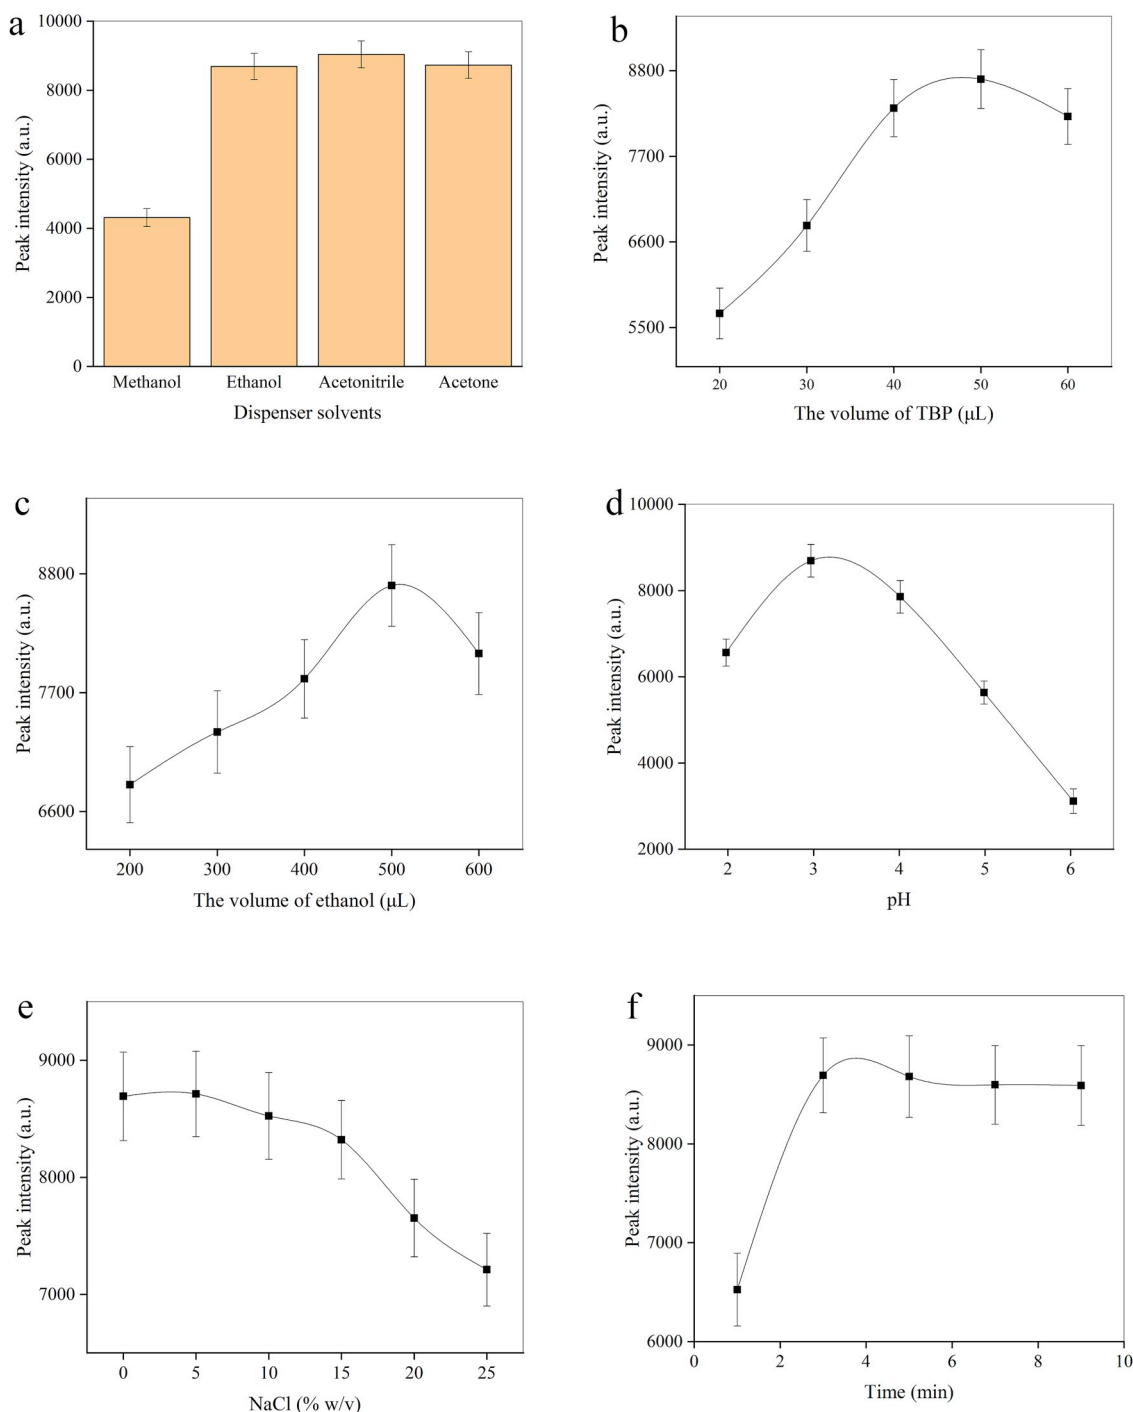 a
10000
8000
6000
4000
2000
0
Peak intensity (a.u.)
Methanol Ethanol Acetonitrile Acetone
Dispenser solvents
b
8800
7700
6600
5500
Peak intensity (a.u.)
20 30 40 50 60
The volume of TBP (μL)
c
8800
7700
6600
Peak intensity (a.u.)
200 300 400 500 600
The volume of ethanol (μL)
d
10000
8000
6000
4000
2000
Peak intensity (a.u.)
2 3 4 5 6
pH
e
9000
8000
7000
Peak intensity (a.u.)
0 5 10 15 20 25
NaCl (% w/v)
f
9000
8000
7000
6000
Peak intensity (a.u.)
0 2 4 6 8 10
Time (min)